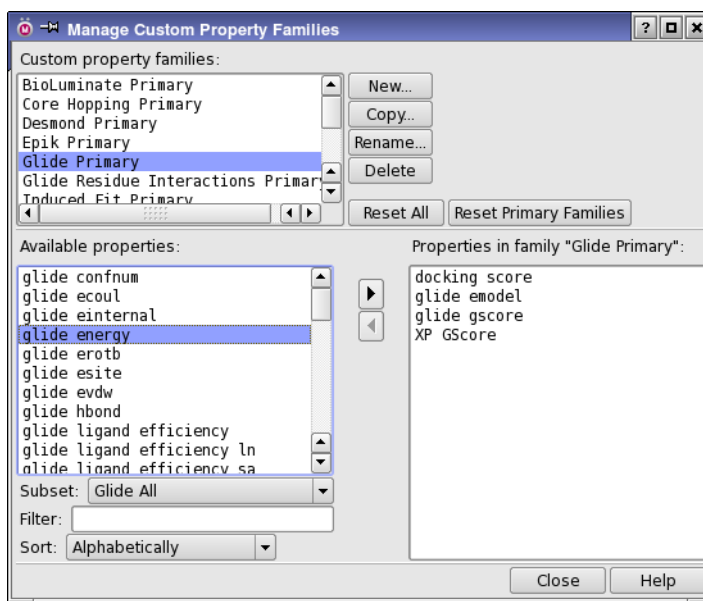 Manage Custom Property Families
Custom property families:
BioLuminate Primary
Core Hopping Primary
Desmond Primary
Epik Primary
Glide Primary
Glide Residue Interactions Primar
Induced Fit Primary
New...
Copy...
Rename...
Delete
Reset All
Reset Primary Families
Available properties:
glide confnum
glide ecoul
glide einternal
glide energy
glide erotb
glide esite
glide evdw
glide hbond
glide ligand efficiency
glide ligand efficiency ln
glide ligand efficiency sa
Subset: Glide All
Filter:
Sort: Alphabetically
Properties in family "Glide Primary":
docking score
glide emodel
glide gscore
XP GScore
Close
Help